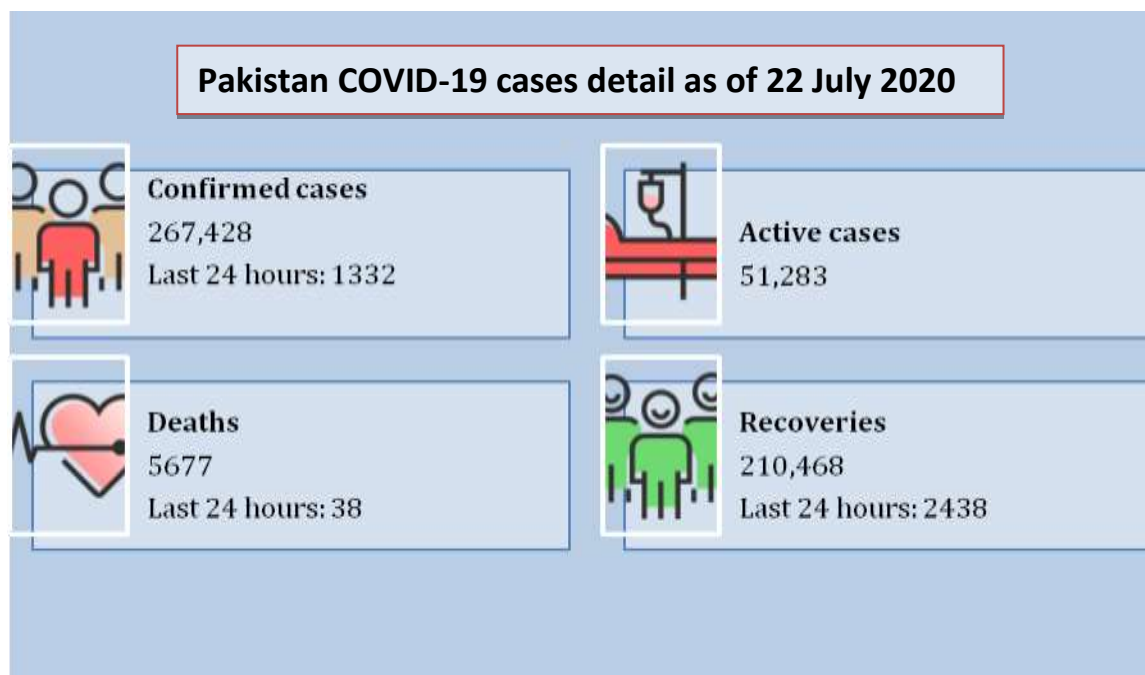 Pakistan COVID-19 cases detail as of 22 July 2020
Confirmed cases
267,428
Last 24 hours: 1332
Active cases
51,283
Deaths
5677
Last 24 hours: 38
Recoveries
210,468
Last 24 hours: 2438